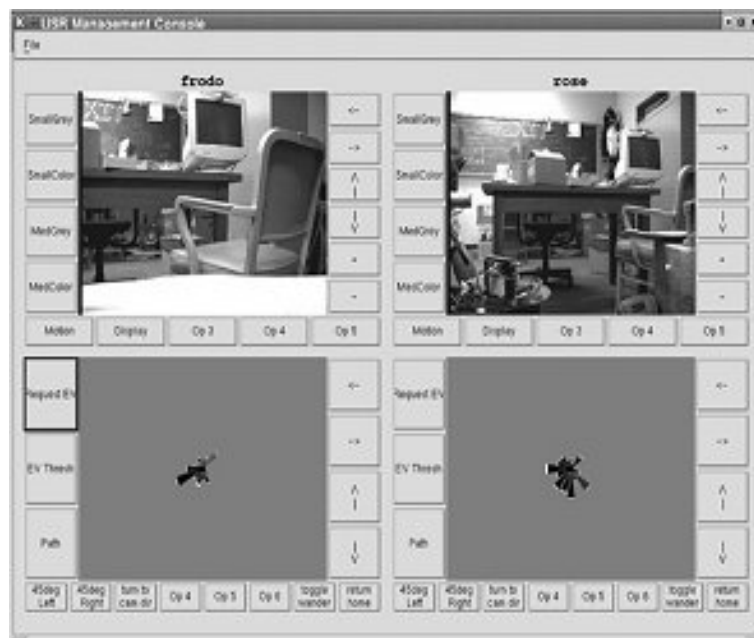 USR Management Console
File
frodo
rose
SmallGrey
SmallColor
MedGrey
MedColor
<-
->
^
|
|
V
+
-
SmallGrey
SmallColor
MedGrey
MedColor
<-
->
^
|
|
V
+
-
Motion Display Op 3 Op 4 Op 5
Motion Display Op 3 Op 4 Op 5
Request EV
EV Thresh
Path
<-
->
^
|
|
V
Request EV
EV Thresh
Path
<-
->
^
|
|
V
45deg Left
45deg Right
turn to cam dir
Op 4
Op 5
Op 6
toggle wander
return home
45deg Left
45deg Right
turn to cam dir
Op 4
Op 5
Op 6
toggle wander
return home